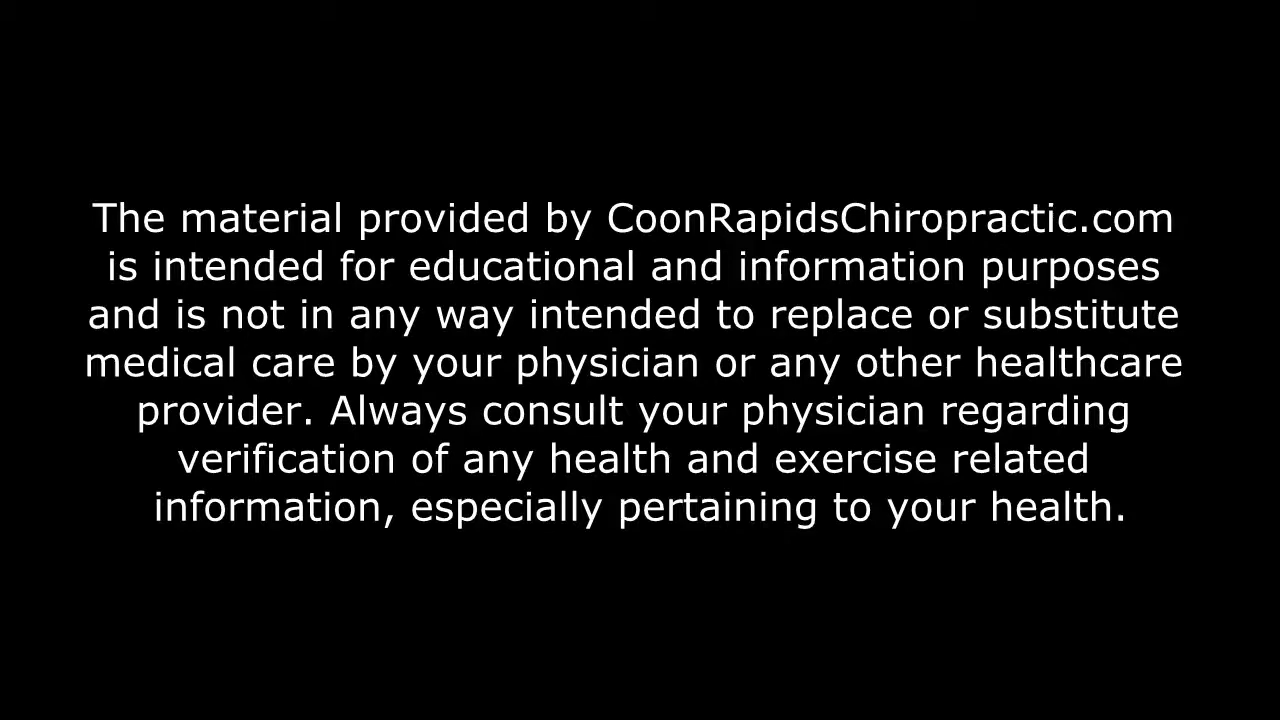 The material provided by CoonRapidsChiropractic.com
is intended for educational and information purposes
and is not in any way intended to replace or substitute
medical care by your physician or any other healthcare
provider. Always consult your physician regarding
verification of any health and exercise related
information, especially pertaining to your health.